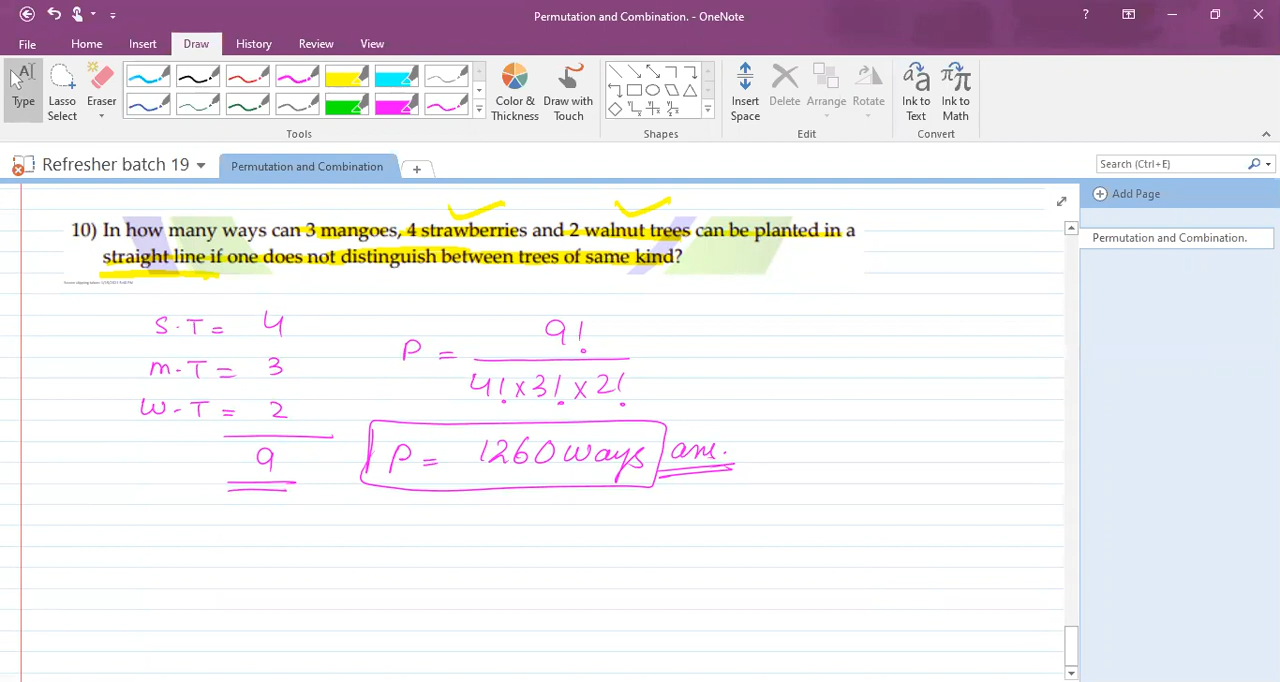 Permutation and Combination. - OneNote
?
File Home Insert Draw History Review View
Type
Lasso Select
Eraser
Color & Thickness
Draw with Touch
Insert Space
Delete
Arrange
Rotate
Ink to Text
Ink to Math
Tools
Shapes
Edit
Convert
Refresher batch 19
Permutation and Combination
Search (Ctrl+E)
Add Page
Permutation and Combination.
10) In how many ways can 3 mangoes, 4 strawberries and 2 walnut trees can be planted in a
straight line if one does not distinguish between trees of same kind?
S.T = 4
m.T = 3
W-T = 2
9
P = 9!
4! x 3! x 2!
P = 1260 ways ans.